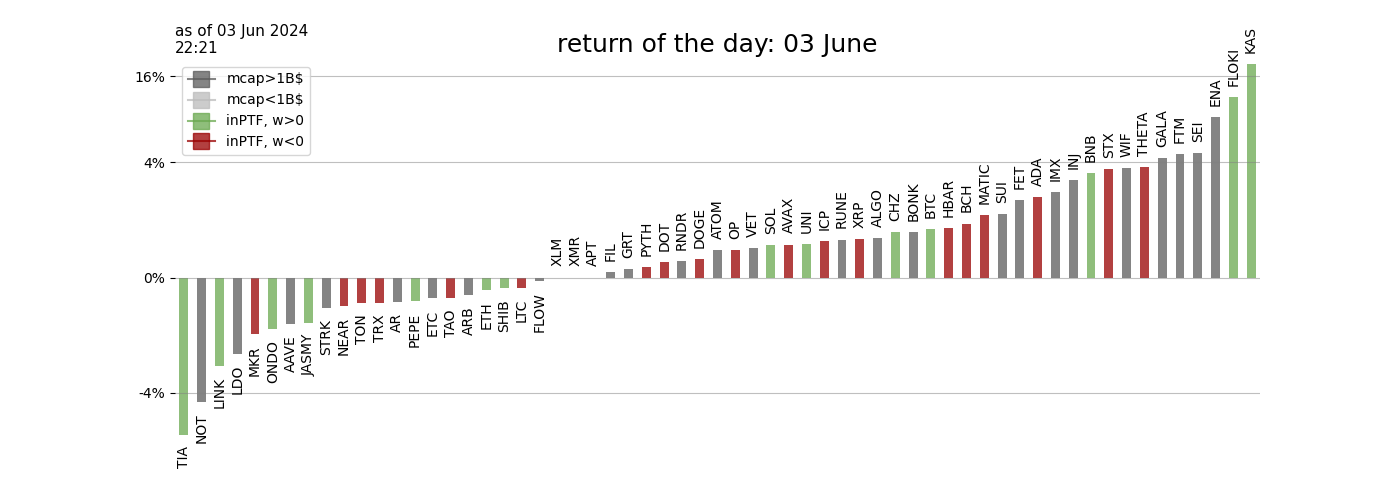 as of 03 Jun 2024
22:21
return of the day: 03 June
mcap>1B$
mcap<1B$
inPTF, w>0
inPTF, w<0
16%
4%
0%
-4%
TIA
NOT
LINK
LDO
MKR
ONDO
AAVE
JASMY
STRK
NEAR
TON
TRX
AR
PEPE
ETC
TAO
ARB
ETH
SHIB
LTC
FLOW
XLM
XMR
APT
FIL
GRT
PYTH
DOT
RNDR
DOGE
ATOM
OP
VET
SOL
AVAX
UNI
ICP
RUNE
XRP
ALGO
CHZ
BONK
BTC
HBAR
BCH
MATIC
SUI
FET
ADA
IMX
INJ
BNB
STX
WIF
THETA
GALA
FTM
SEI
ENA
FLOKI
KAS